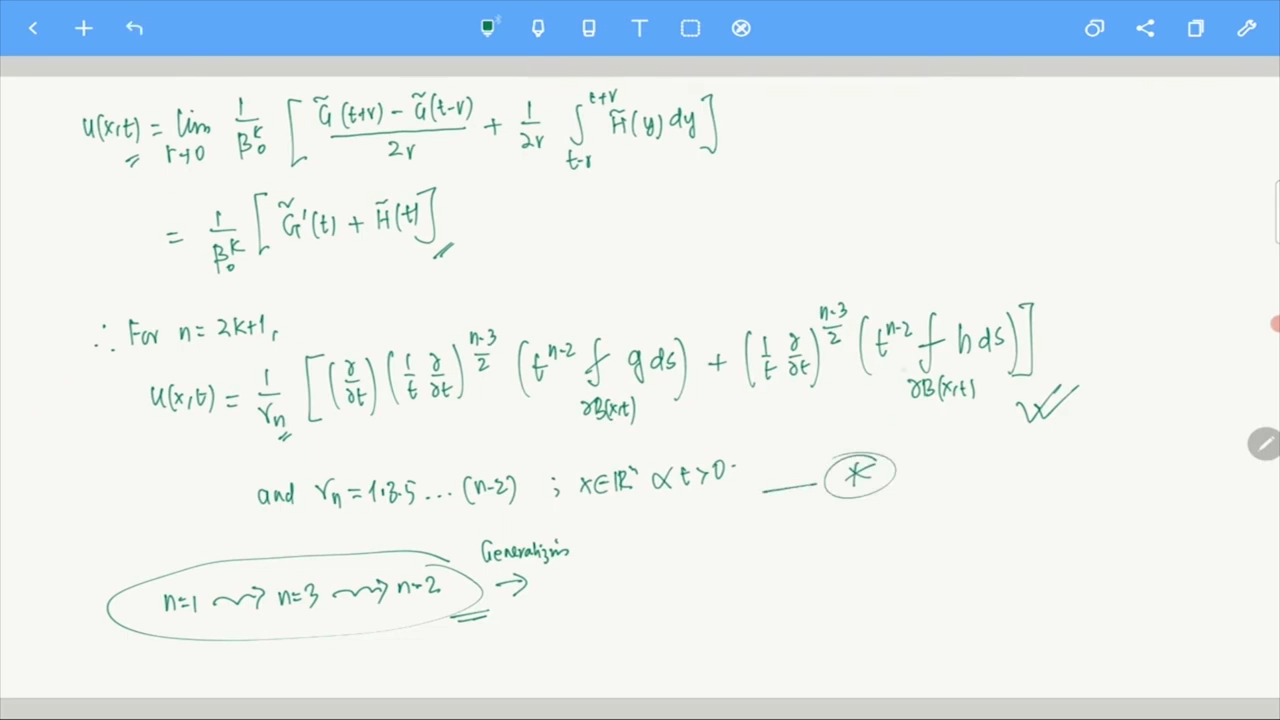 u(x,t) = lim r→0 1/β₀ᵏ [ (G̃(t+r) − G̃(t−r))/2r + 1/2r ∫_{t−r}^{t+r} H̃(y) dy ]
= 1/β₀ᵏ [ G̃'(t) + H̃(t) ]
∴ For n = 2k+1,
u(x,t) = 1/γₙ [ (∂/∂t) (1/t ∂/∂t)^{(n-3)/2} ( t^{n-2} ⨍_{∂B(x,t)} g ds ) + (1/t ∂/∂t)^{(n-3)/2} ( t^{n-2} ⨍_{∂B(x,t)} h ds ) ]
and γₙ = 1.3.5 ... (n-2) ; x∈ℝⁿ & t>0. — *
n=1 ⇝ n=3 ⇝ n=2 Generalizin →